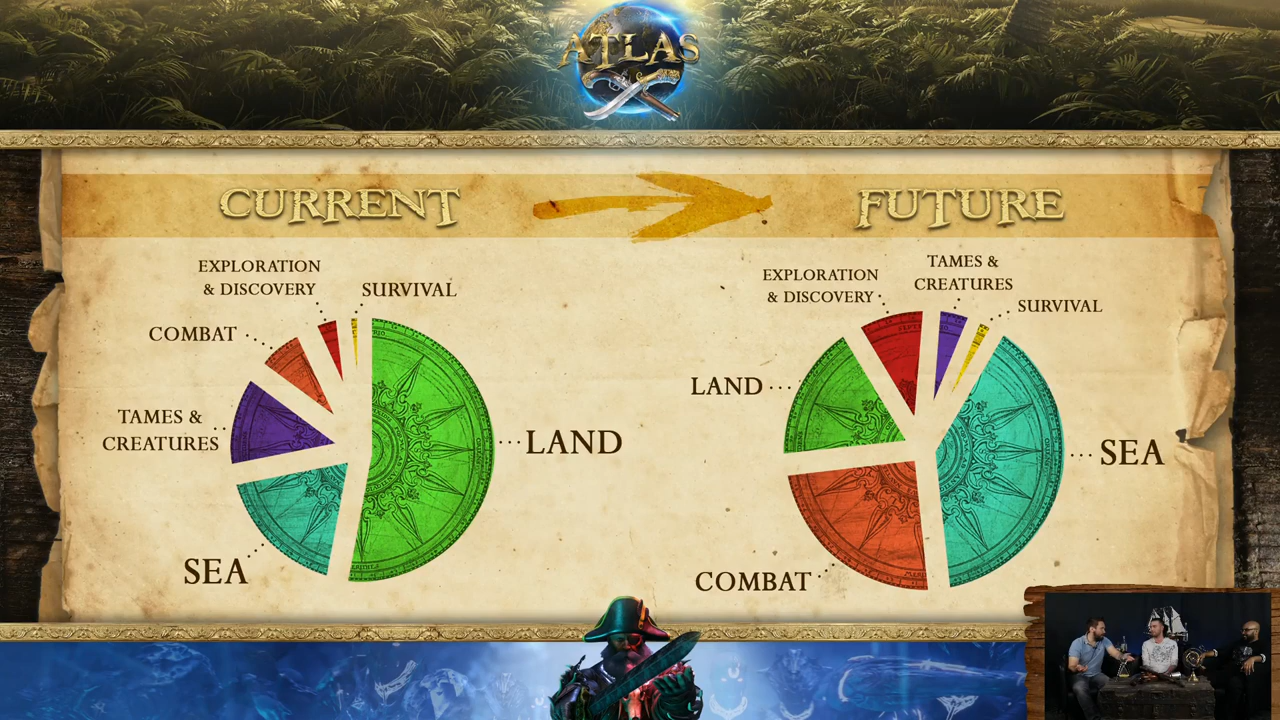 ATLAS
CURRENT
FUTURE
EXPLORATION
& DISCOVERY
SURVIVAL
COMBAT
TAMES &
CREATURES
LAND
SEA
EXPLORATION
& DISCOVERY
TAMES &
CREATURES
SURVIVAL
LAND
SEA
COMBAT